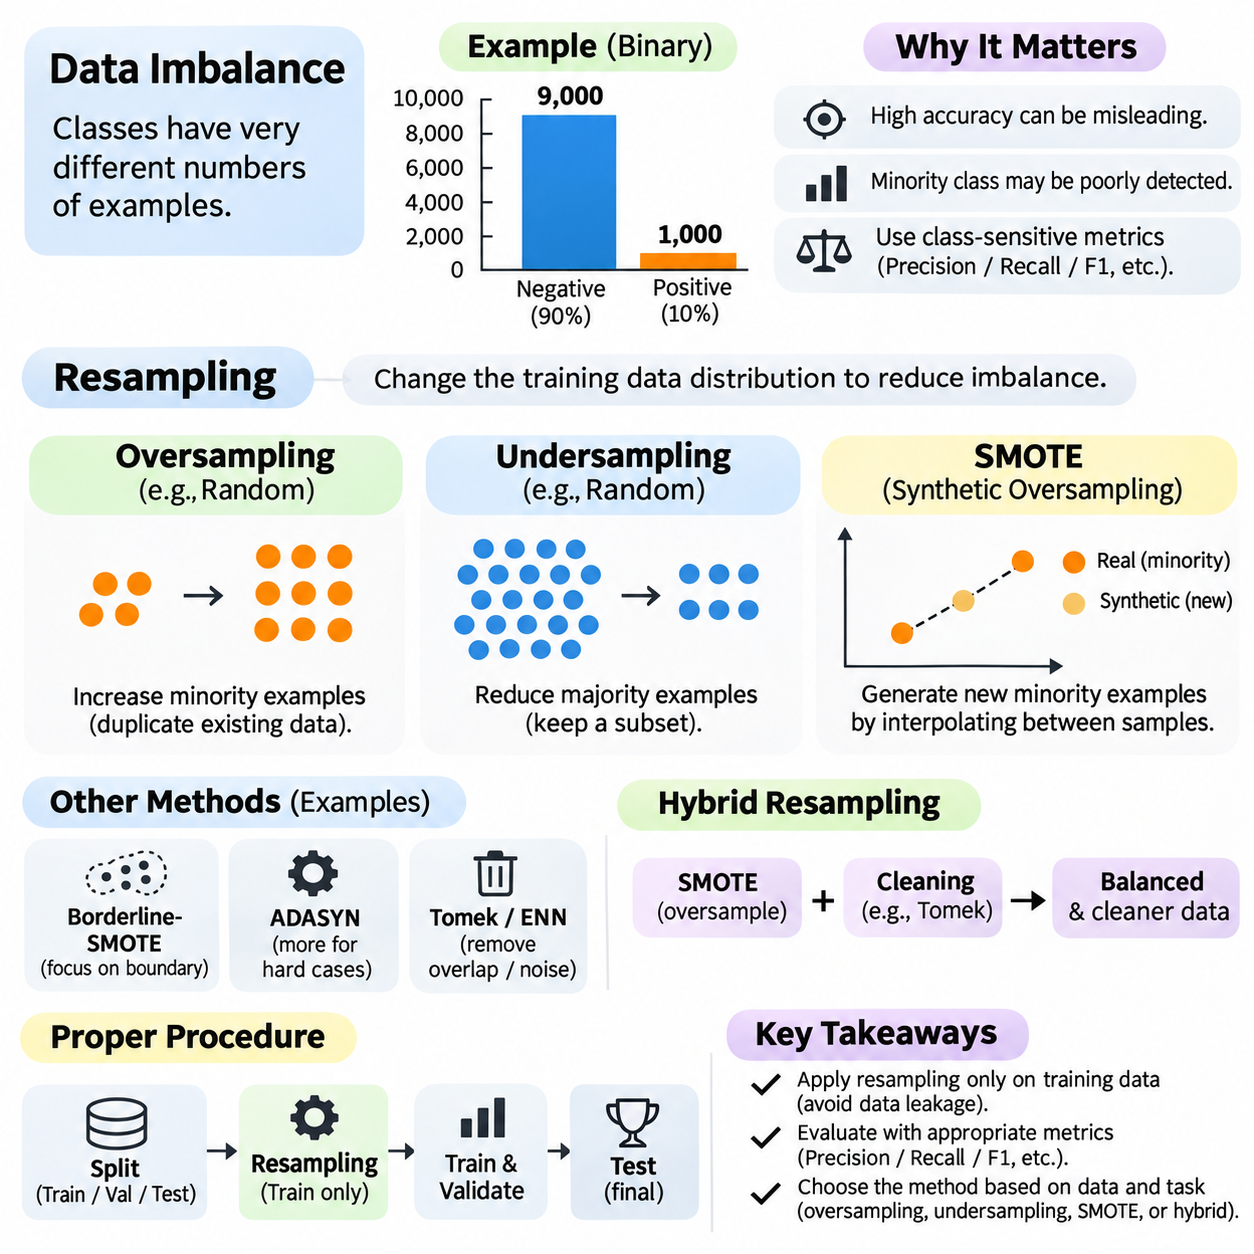 Data Imbalance
Classes have very
different numbers
of examples.
Example (Binary)
10,000
8,000
6,000
4,000
2,000
0
9,000
1,000
Negative
(90%)
Positive
(10%)
Why It Matters
High accuracy can be misleading.
Minority class may be poorly detected.
Use class-sensitive metrics
(Precision / Recall / F1, etc.).
Resampling
Change the training data distribution to reduce imbalance.
Oversampling
(e.g., Random)
Increase minority examples
(duplicate existing data).
Undersampling
(e.g., Random)
Reduce majority examples
(keep a subset).
SMOTE
(Synthetic Oversampling)
Real (minority)
Synthetic (new)
Generate new minority examples
by interpolating between samples.
Other Methods (Examples)
Borderline-
SMOTE
(focus on boundary)
ADASYN
(more for
hard cases)
Tomek / ENN
(remove
overlap / noise)
Hybrid Resampling
SMOTE
(oversample)
+
Cleaning
(e.g., Tomek)
Balanced
& cleaner data
Proper Procedure
Split
(Train / Val / Test)
Resampling
(Train only)
Train &
Validate
Test
(final)
Key Takeaways
Apply resampling only on training data
(avoid data leakage).
Evaluate with appropriate metrics
(Precision / Recall / F1, etc.).
Choose the method based on data and task
(oversampling, undersampling, SMOTE, or hybrid).